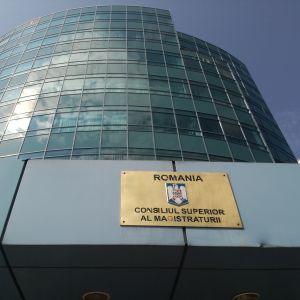 ROMANIA
CONSILIUL SUPERIOR
AL MAGISTRATURII